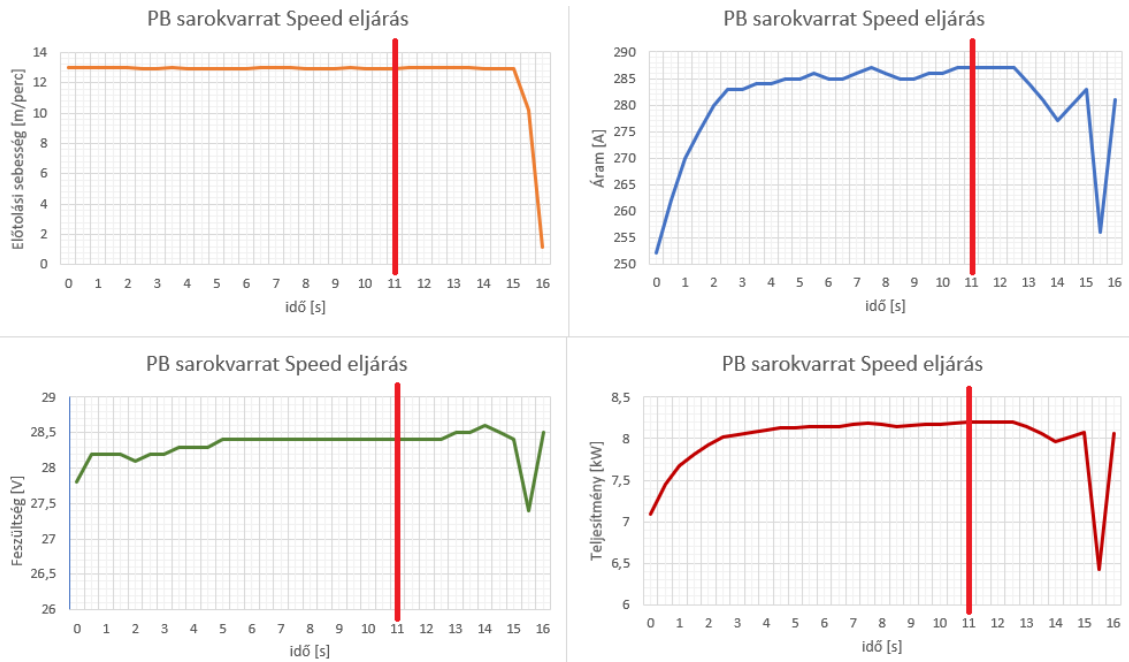 PB sarokvarrat Speed eljárás
Előtolási sebesség [m/perc]
14
12
10
8
6
4
2
0
0 1 2 3 4 5 6 7 8 9 10 11 12 13 14 15 16
idő [s]
PB sarokvarrat Speed eljárás
Áram [A]
290
285
280
275
270
265
260
255
250
0 1 2 3 4 5 6 7 8 9 10 11 12 13 14 15 16
idő [s]
PB sarokvarrat Speed eljárás
Feszültség [V]
29
28,5
28
27,5
27
26,5
26
0 1 2 3 4 5 6 7 8 9 10 11 12 13 14 15 16
idő [s]
PB sarokvarrat Speed eljárás
Teljesítmény [kW]
8,5
8
7,5
7
6,5
6
0 1 2 3 4 5 6 7 8 9 10 11 12 13 14 15 16
idő [s]